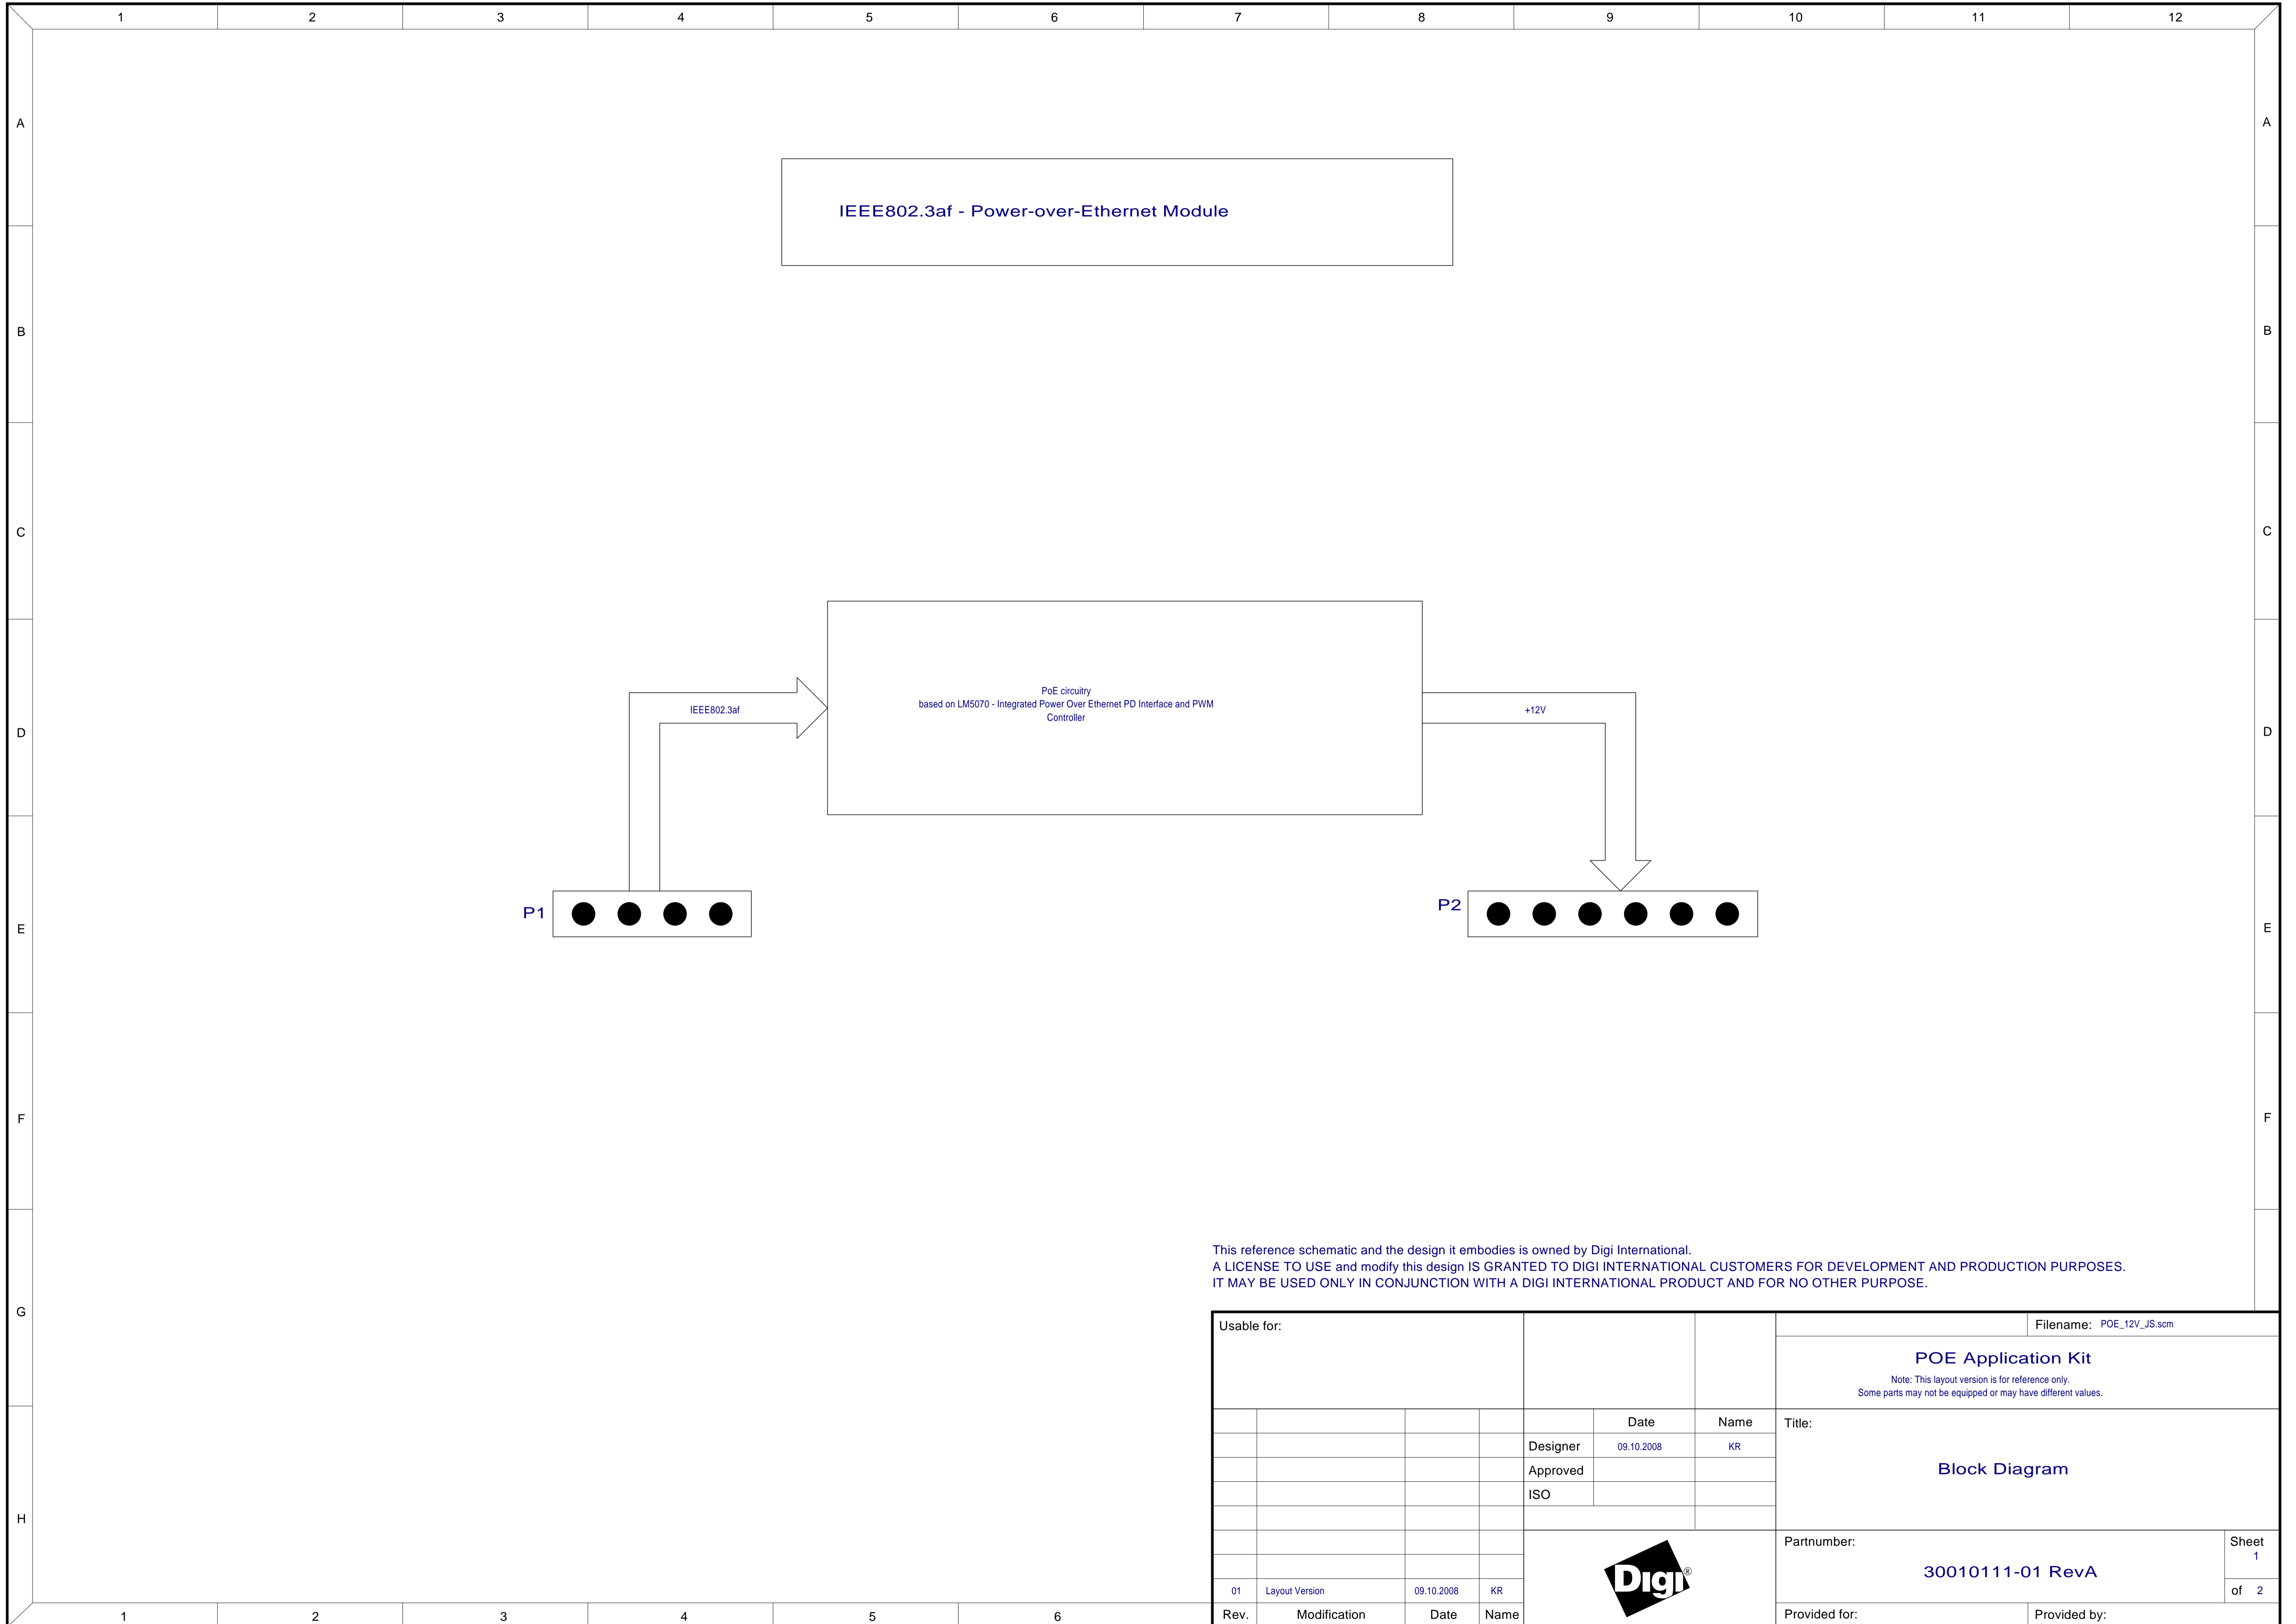 1 2 3 4 5 6 7 8 9 10 11 12
A A
IEEE802.3af - Power-over-Ethernet Module
B B
C C
PoE circuitry
based on LM5070 - Integrated Power Over Ethernet PD Interface and PWM
Controller
IEEE802.3af
+12V
D D
P1
P2
E E
F F
This reference schematic and the design it embodies is owned by Digi International.
A LICENSE TO USE and modify this design IS GRANTED TO DIGI INTERNATIONAL CUSTOMERS FOR DEVELOPMENT AND PRODUCTION PURPOSES.
IT MAY BE USED ONLY IN CONJUNCTION WITH A DIGI INTERNATIONAL PRODUCT AND FOR NO OTHER PURPOSE.
G
Usable for:
Filename: POE_12V_JS.scm
POE Application Kit
Note: This layout version is for reference only.
Some parts may not be equipped or may have different values.
Date Name
Title:
Designer 09.10.2008 KR
Approved
Block Diagram
ISO
H
Partnumber:
Sheet
1
30010111-01 RevA
of 2
Digi®
01 Layout Version 09.10.2008 KR
Rev. Modification Date Name
Provided for:
Provided by:
1 2 3 4 5 6